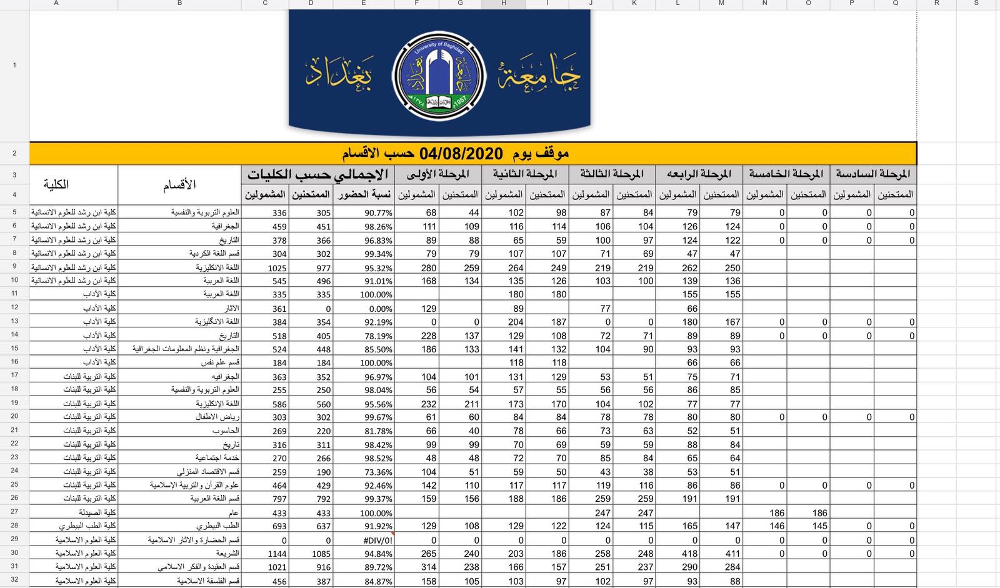 A B C D E F G H I J K L M N O P Q R S
1
جامعة بغداد
University of Baghdad
جامعة بغداد
١٣٧٨هـ 1957م
2 موقف يوم 04/08/2020 حسب الاقسام
3 الكلية الأقسام الاجمالي حسب الكليات المرحلة الأولى المرحلة الثانية المرحلة الثالثة المرحلة الرابعه المرحلة الخامسة المرحلة السادسة
4 المشمولين الممتحنين نسبة الحضور المشمولين الممتحنين المشمولين الممتحنين المشمولين الممتحنين المشمولين الممتحنين المشمولين الممتحنين المشمولين الممتحنين
5 كلية ابن رشد للعلوم الانسانية العلوم التربوية والنفسية 336 305 90.77% 68 44 102 98 87 84 79 79 0 0 0 0
6 كلية ابن رشد للعلوم الانسانية الجغرافية 459 451 98.26% 111 109 116 114 106 104 126 124 0 0 0 0
7 كلية ابن رشد للعلوم الانسانية التاريخ 378 366 96.83% 89 88 65 59 100 97 124 122 0 0 0 0
8 كلية ابن رشد للعلوم الانسانية قسم اللغة الكردية 304 302 99.34% 79 79 107 107 71 69 47 47
9 كلية ابن رشد للعلوم الانسانية اللغة الانكليزية 1025 977 95.32% 280 259 264 249 219 219 262 250
10 كلية ابن رشد للعلوم الانسانية اللغة العربية 545 496 91.01% 168 134 135 126 103 100 139 136
11 كلية الآداب اللغة العربية 335 335 100.00% 180 180 155 155
12 كلية الآداب الاثار 361 0 0.00% 129 89 77 66
13 كلية الآداب اللغة الانگليزية 384 354 92.19% 0 0 204 187 0 0 180 167 0 0 0 0
14 كلية الآداب التاريخ 518 405 78.19% 228 137 129 108 72 71 89 89 0 0 0 0
15 كلية الآداب الجغرافية ونظم المعلومات الجغرافية 524 448 85.50% 186 133 141 132 104 90 93 93
16 كلية الآداب قسم علم نفس 184 184 100.00% 118 118 66 66
17 كلية التربية للبنات الجغرافيه 363 352 96.97% 104 101 131 129 53 51 75 71
18 كلية التربية للبنات العلوم التربوية والنفسية 255 250 98.04% 56 54 57 55 56 56 86 85
19 كلية التربية للبنات اللغة الإنكليزية 586 560 95.56% 232 211 173 170 104 102 77 77
20 كلية التربية للبنات رياض الاطفال 303 302 99.67% 61 60 84 84 78 78 80 80 0 0 0 0
21 كلية التربية للبنات الحاسوب 269 220 81.78% 66 40 78 66 73 63 52 51
22 كلية التربية للبنات تاريخ 316 311 98.42% 99 99 70 69 59 59 88 84
23 كلية التربية للبنات خدمة اجتماعية 270 266 98.52% 48 48 72 70 85 84 65 64
24 كلية التربية للبنات قسم الاقتصاد المنزلي 259 190 73.36% 104 51 59 50 43 38 53 51
25 كلية التربية للبنات علوم القرآن والتربية الإسلامية 464 429 92.46% 142 110 117 117 119 116 86 86 0 0 0 0
26 كلية التربية للبنات قسم اللغة العربية 797 792 99.37% 159 156 188 186 259 259 191 191
27 كلية الصيدلة عام 433 433 100.00% 247 247 186 186
28 كلية الطب البيطري الطب البيطري 693 637 91.92% 129 108 129 122 124 115 165 147 146 145 0 0
29 كلية العلوم الاسلامية قسم الحضارة والاثار الاسلامية 0 0 #DIV/0! 0 0 0 0 0 0 0 0 0 0 0 0
30 كلية العلوم الاسلامية الشريعة 1144 1085 94.84% 265 240 203 186 258 248 418 411 0 0 0 0
31 كلية العلوم الاسلامية قسم العقيدة والفكر الاسلامي 1021 916 89.72% 314 238 166 157 251 237 290 284
32 كلية العلوم الاسلامية قسم الفلسفة الاسلامية 456 387 84.87% 158 105 103 97 102 97 93 88